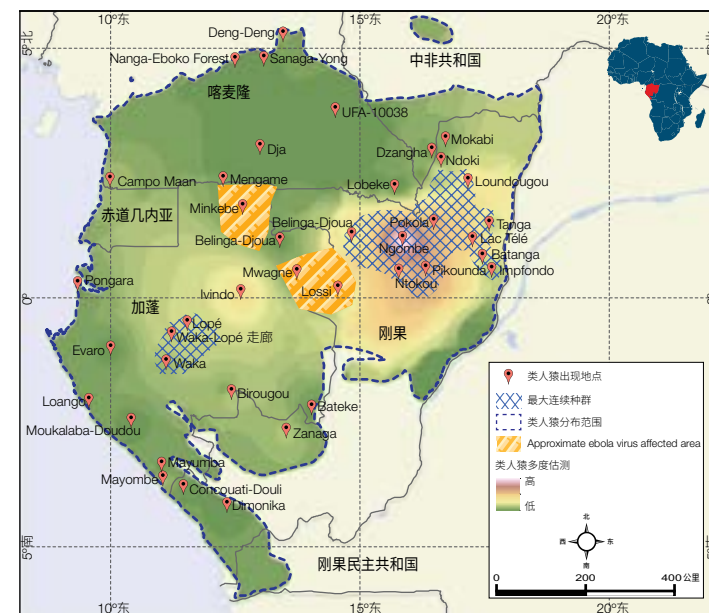 10°东
15°东
20°东
5°北
5°北
Deng-Deng
Nanga-Eboko Forest
Sanaga-Yong
中非共和国
喀麦隆
UFA-10038
Mokabi
Dja
Dzangha
Ndoki
Campo Maan
Mengame
Lobeke
Loundougou
赤道几内亚
Minkebe
Belinga-Djoua
Pokola
Tanga
Belinga-Djoua
Ngombe
Lac Télé
Batanga
Mwagne
Pikounda
Impfondo
Pongara
Ivindo
Lossi
Ntokou
0°
0°
加蓬
Lopé
刚果
Waka-Lopé 走廊
Evaro
Waka
Birougou
Loango
Bateke
Moukalaba-Doudou
Zanaga
Mayumba
Mayombe
Concouati-Douli
Dimonika
5°南
5°南
刚果民主共和国
10°东
15°东
20°东
类人猿出现地点
最大连续种群
类人猿分布范围
Approximate ebola virus affected area
类人猿多度估测
高
低
北
西
东
南
0
200
400 公里